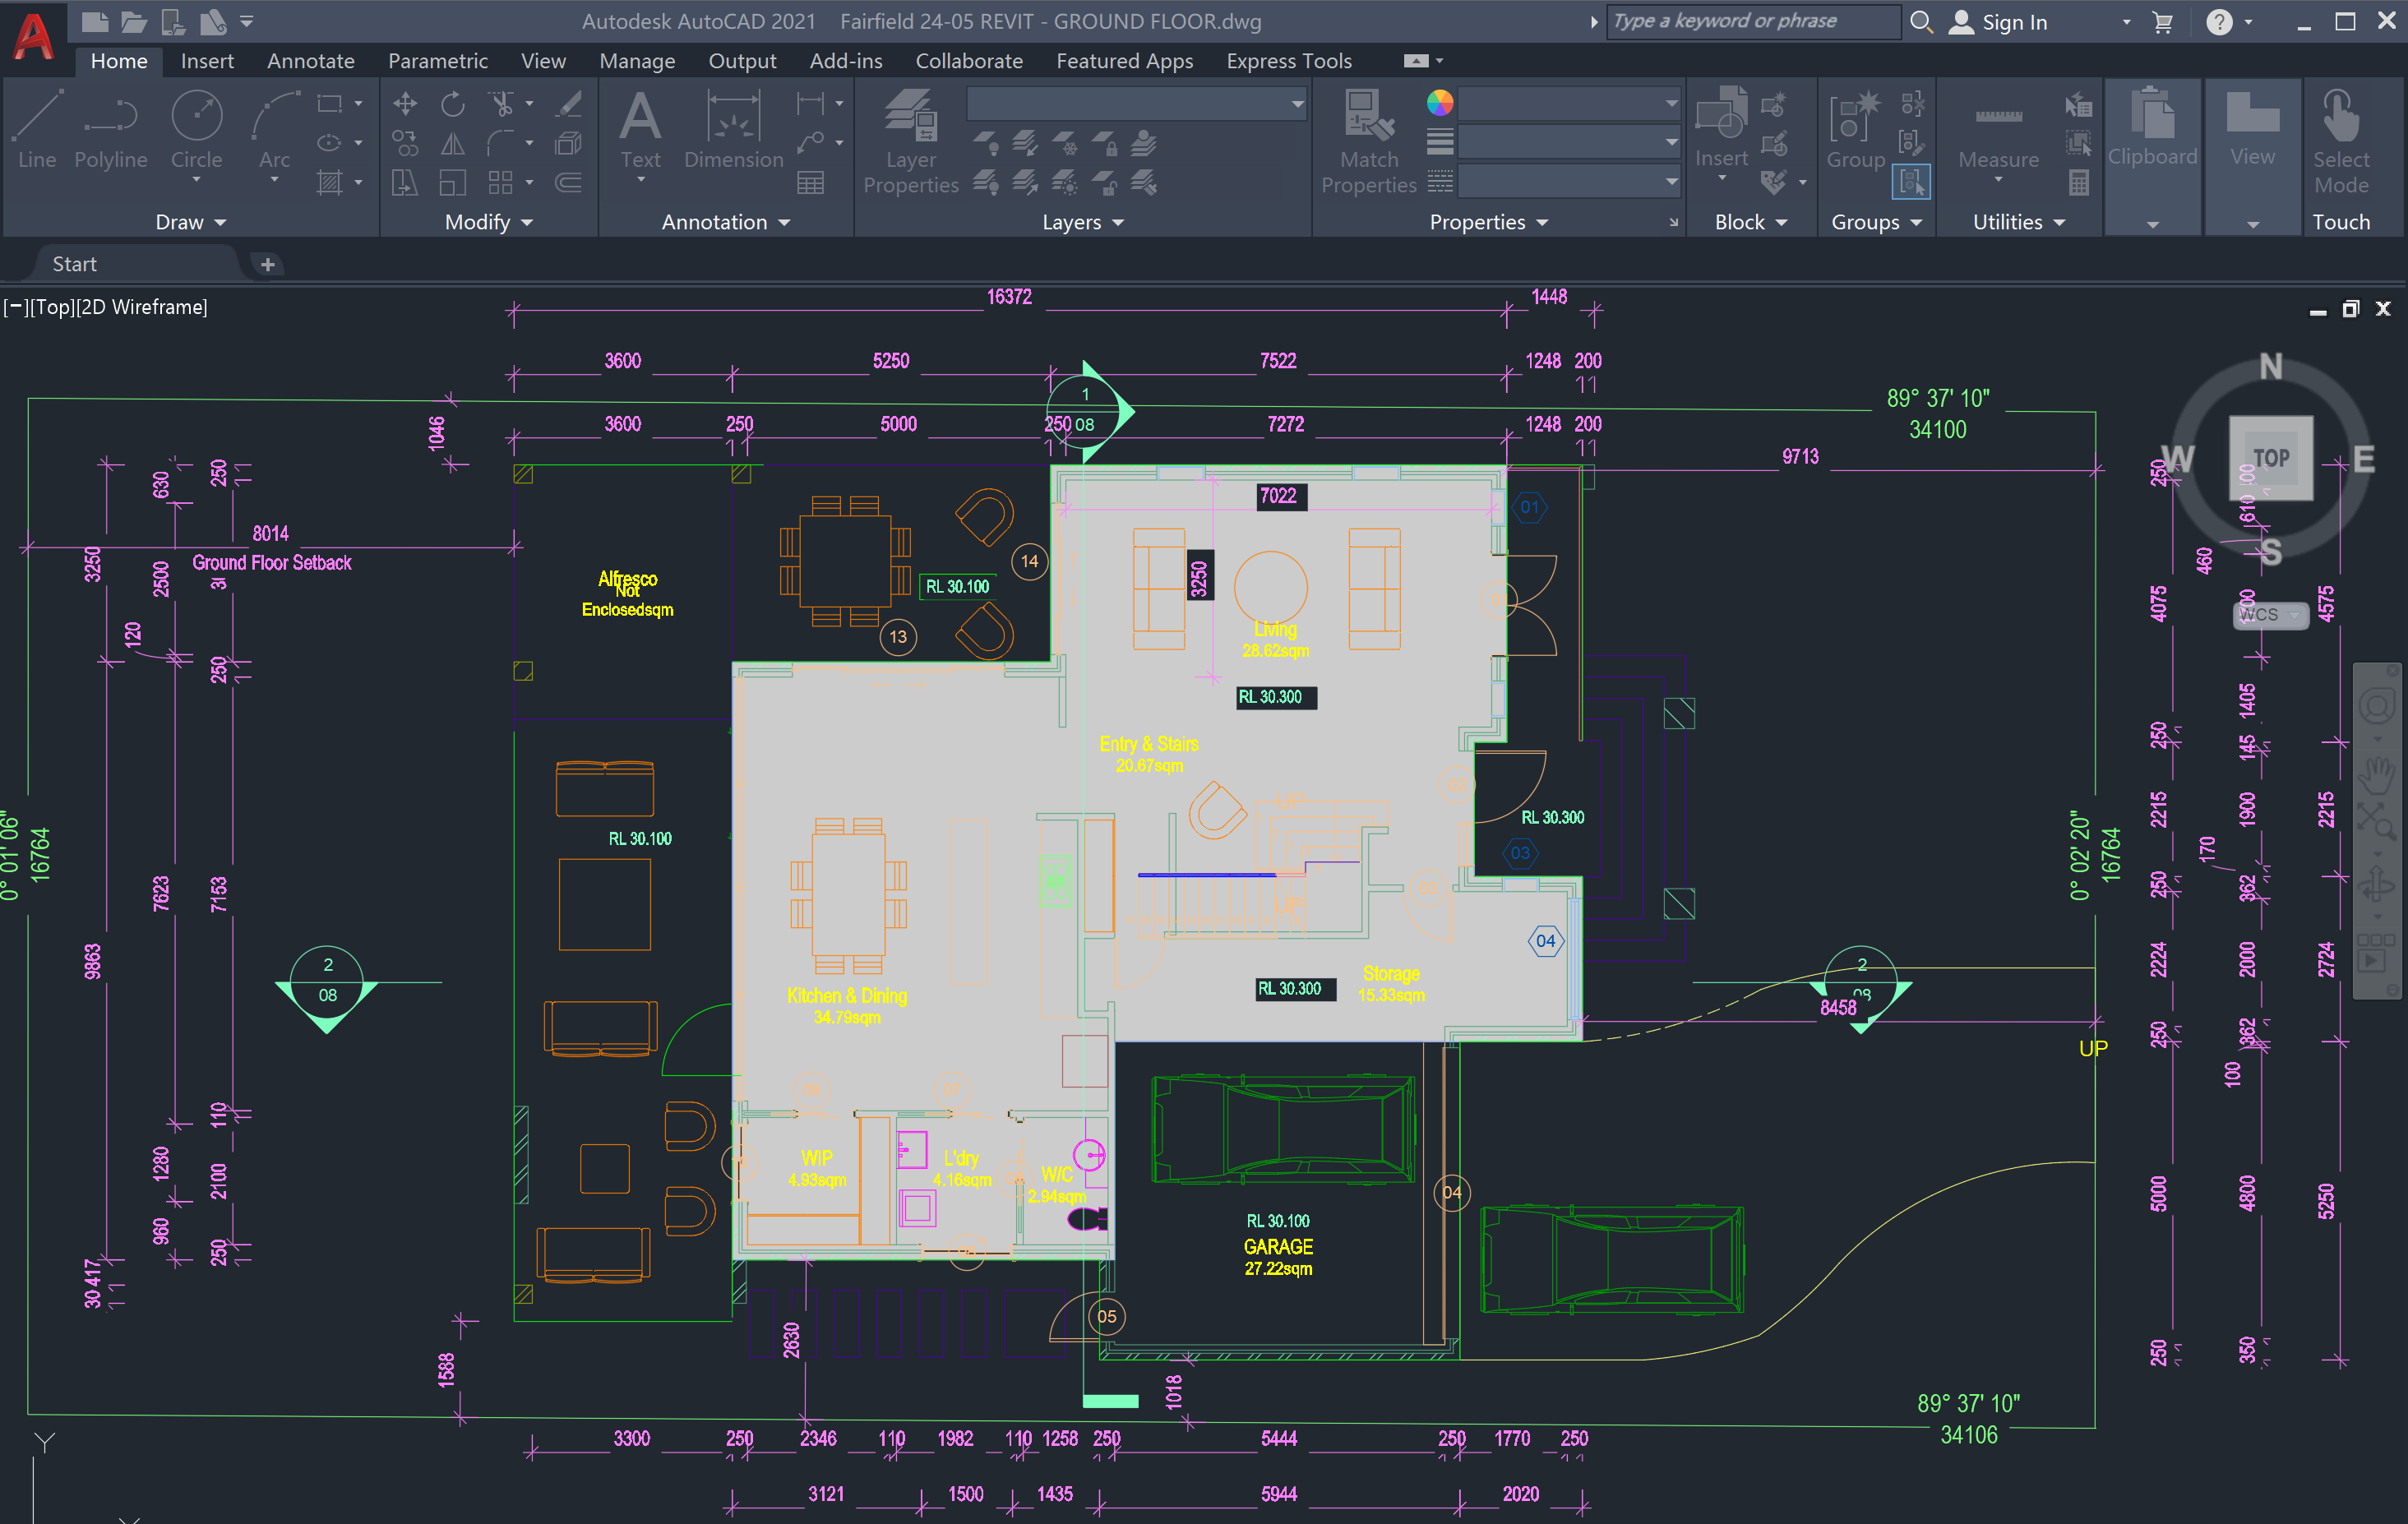 Autodesk AutoCAD 2021 Fairfield 24-05 REVIT - GROUND FLOOR.dwg
Type a keyword or phrase
Sign In
Home Insert Annotate Parametric View Manage Output Add-ins Collaborate Featured Apps Express Tools
Line Polyline Circle Arc
Text Dimension
Layer Properties
Match Properties
Insert
Group
Measure
Clipboard
View
Select Mode
Draw Modify Annotation Layers Properties Block Groups Utilities Touch
Start
[−][Top][2D Wireframe]
16372 1448
3600 5250 7522 1248 200
3600 250 5000 250 7272 1248 200
1
08
89° 37' 10"
34100
9713
N
W TOP E
S
WCS
1046
8014
Ground Floor Setback
3250
630
250
2500
120
250
9863
7623
7153
110
1280
2100
960
250
417
30
1588
0° 01' 06"
16764
Alfresco
Not
Enclosedsqm
RL 30.100
14
13
7022
3250
Living
28.62sqm
RL 30.300
01
Entry & Stairs
20.67sqm
UP
RL 30.300
03
03
04
RL 30.100
Kitchen & Dining
34.79sqm
Storage
15.33sqm
RL 30.300
2
08
2
08
8458
UP
07
WIP
4.93sqm
L'dry
4.16sqm
W/C
2.94sqm
RL 30.100
GARAGE
27.22sqm
04
05
2630
1018
0° 02' 20"
16764
250
4075
250
2215
250
2224
250
5000
250
610
460
1405
145
1900
170
362
2000
362
100
4800
350
4575
2215
2724
5250
89° 37' 10"
34106
3300 250 2346 110 1982 110 1258 250 5444 250 1770 250
3121 1500 1435 5944 2020
Y